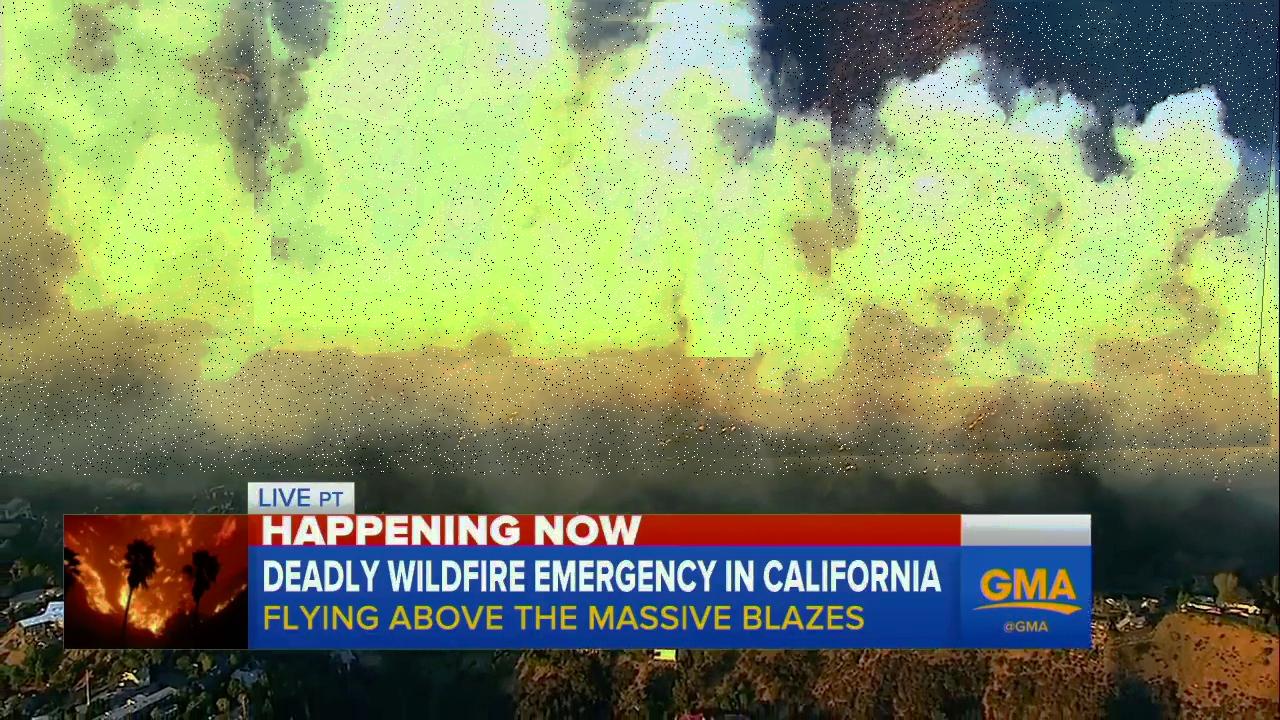 LIVE PT
HAPPENING NOW
DEADLY WILDFIRE EMERGENCY IN CALIFORNIA
FLYING ABOVE THE MASSIVE BLAZES
GMA
@GMA